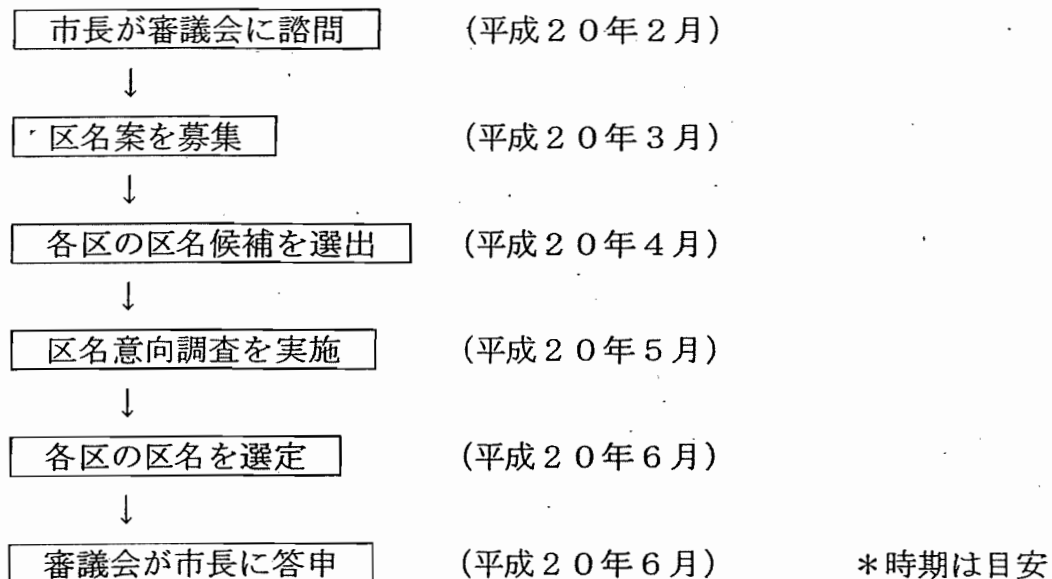 市長が審議会に諮問 (平成20年2月)
↓
区名案を募集 (平成20年3月)
↓
各区の区名候補を選出 (平成20年4月)
↓
区名意向調査を実施 (平成20年5月)
↓
各区の区名を選定 (平成20年6月)
↓
審議会が市長に答申 (平成20年6月) *時期は目安